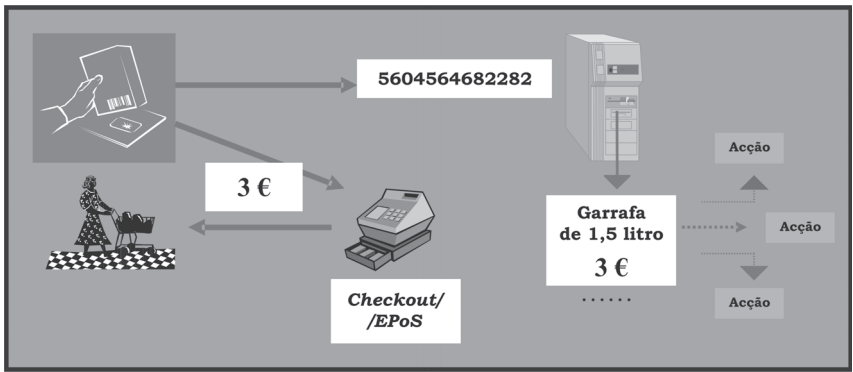 5604564682282
Acção
3 €
Garrafa
de 1,5 litro
3 €
......
Acção
Checkout/
/EPoS
Acção